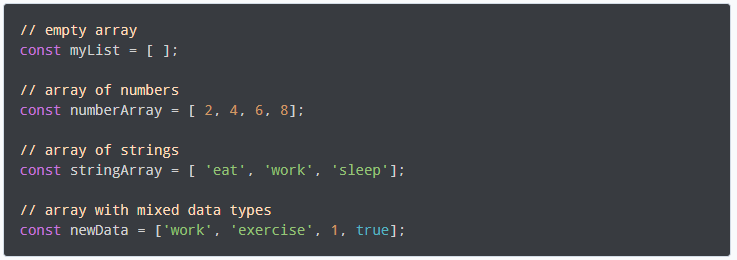 // empty array
const myList = [ ];
// array of numbers
const numberArray = [ 2, 4, 6, 8];
// array of strings
const stringArray = [ 'eat', 'work', 'sleep'];
// array with mixed data types
const newData = ['work', 'exercise', 1, true];